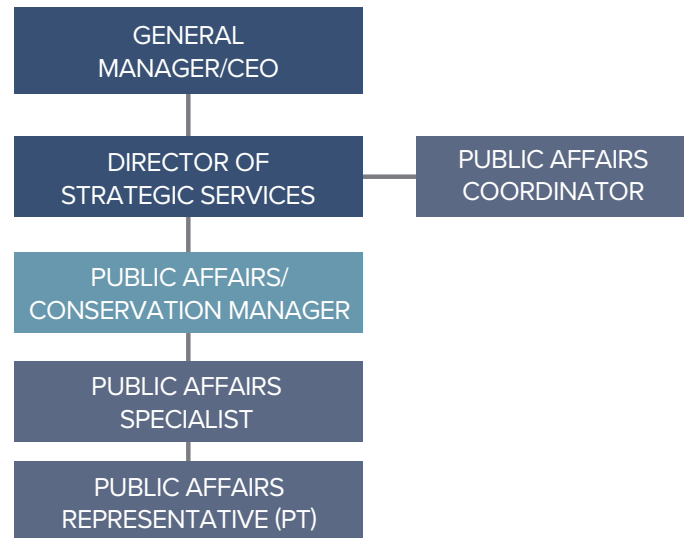 GENERAL
MANAGER/CEO
DIRECTOR OF
STRATEGIC SERVICES
PUBLIC AFFAIRS
COORDINATOR
PUBLIC AFFAIRS/
CONSERVATION MANAGER
PUBLIC AFFAIRS
SPECIALIST
PUBLIC AFFAIRS
REPRESENTATIVE (PT)